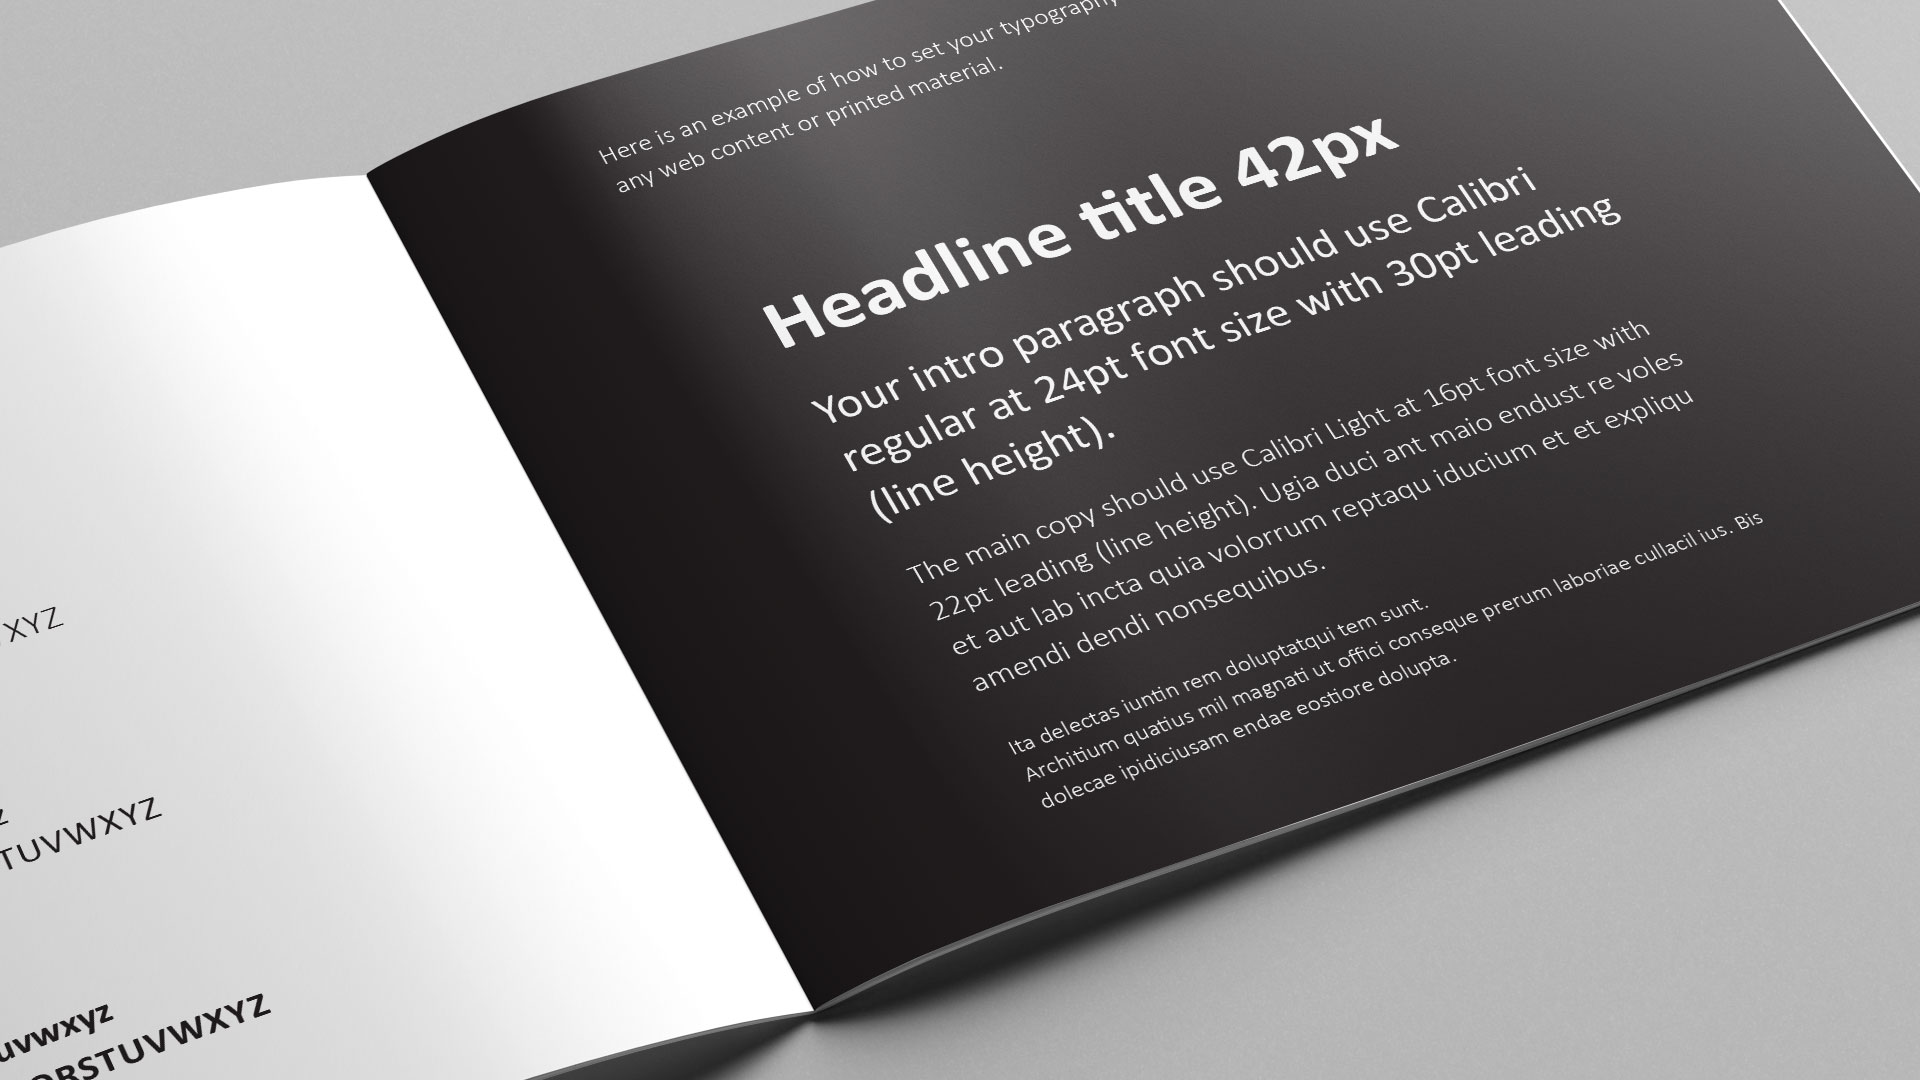 XYZ
z
TUVWXYZ
uvwxyz
QRSTUVWXYZ
Here is an example of how to set your typography
any web content or printed material.
Headline title 42px
Your intro paragraph should use Calibri
regular at 24pt font size with 30pt leading
(line height).
The main copy should use Calibri Light at 16pt font size with
22pt leading (line height). Ugia duci ant maio endust re voles
et aut lab incta quia volorrum reptaqu iducium et et expliqu
amendi dendi nonsequibus.
Ita delectas iuntin rem doluptatqui tem sunt.
Architium quatius mil magnati ut offici conseque prerum laboriae cullacil ius. Bis
dolecae ipidiciusam endae eostiore dolupta.